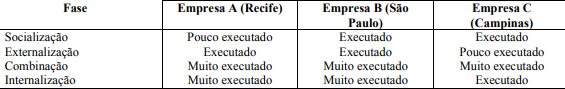 Fase Empresa A (Recife) Empresa B (São Paulo) Empresa C (Campinas)
Socialização Pouco executado Executado Executado
Externalização Executado Executado Pouco executado
Combinação Muito executado Muito executado Muito executado
Internalização Muito executado Muito executado Executado